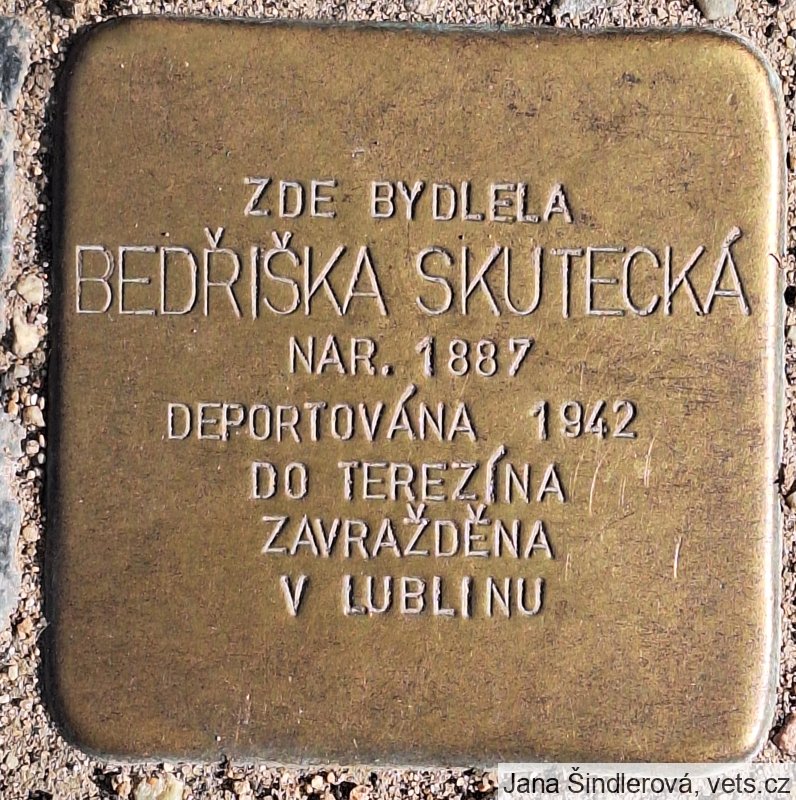 ZDE BYDLELA
BEDŘIŠKA SKUTECKÁ
NAR. 1887
DEPORTOVÁNA 1942
DO TEREZÍNA
ZAVRAŽDĚNA
V LUBLINU
Jana Šindlerová, vets.cz